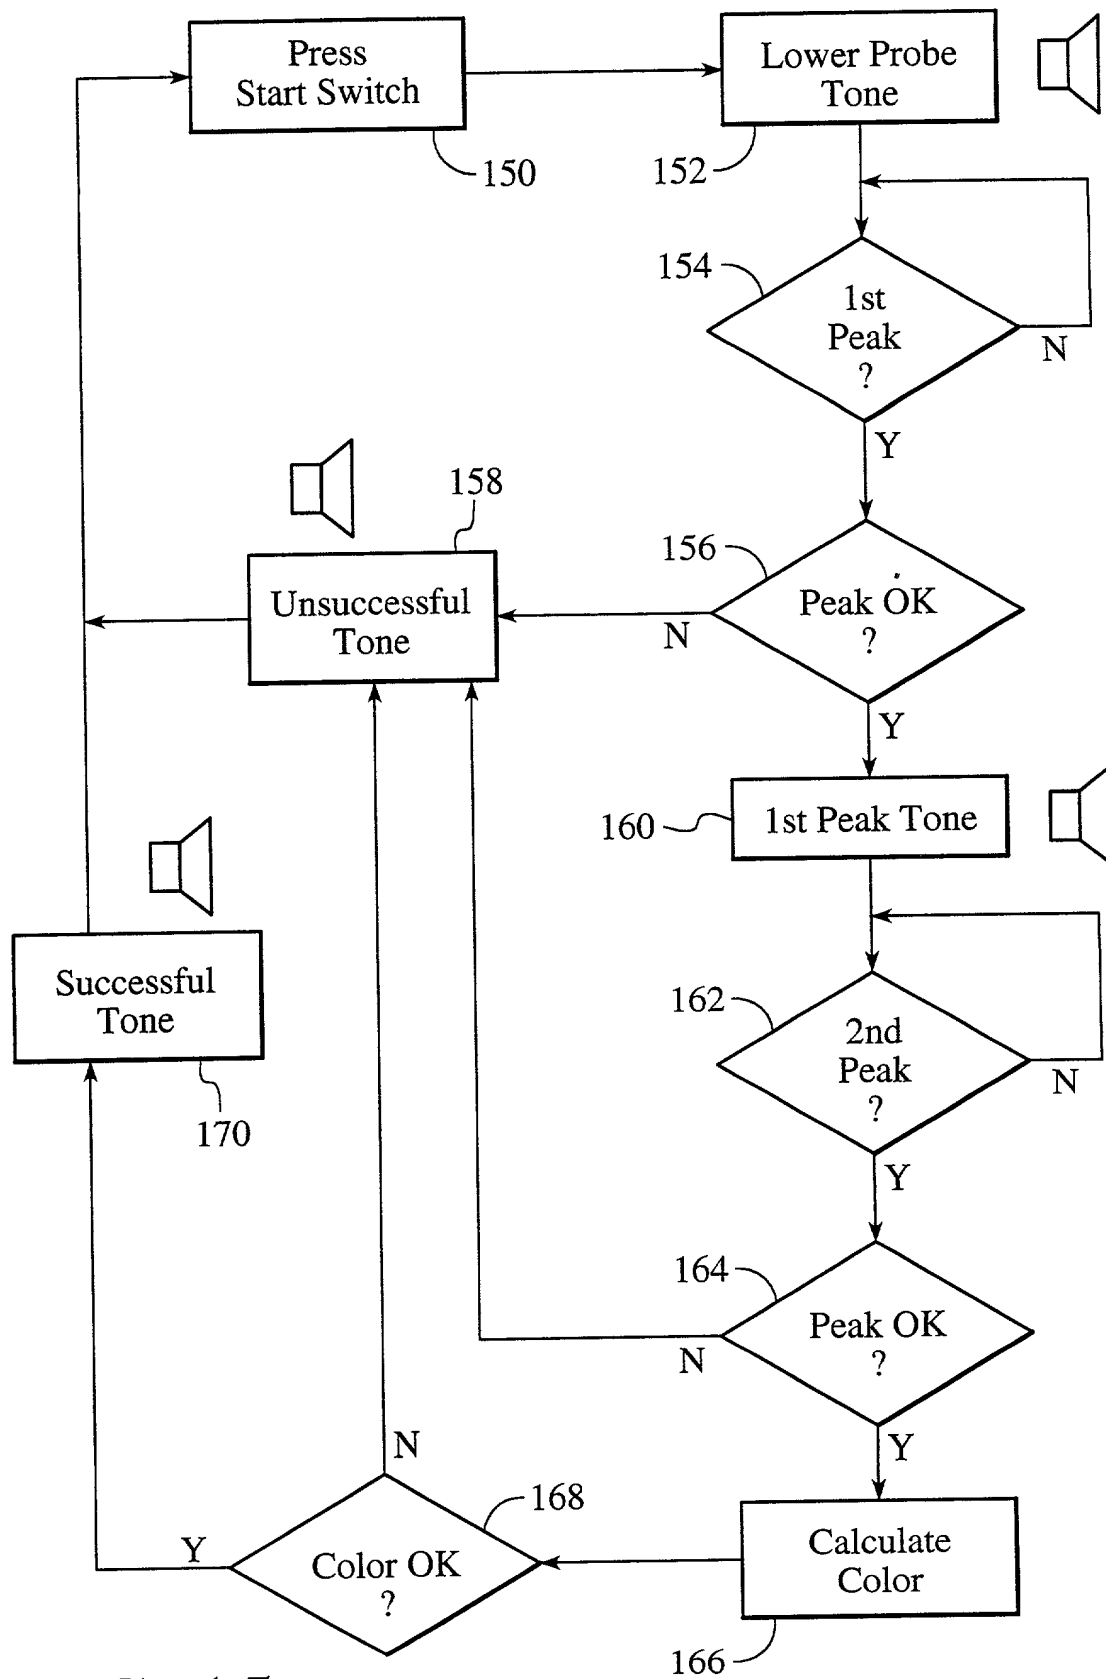 Press
Start Switch
150
Lower Probe
Tone
152
154
1st
Peak
?
N
Y
158
Unsuccessful
Tone
156
Peak OK
?
N
Y
160
1st Peak Tone
Successful
Tone
170
162
2nd
Peak
?
N
Y
164
Peak OK
?
N
Y
168
N
Y
Color OK
?
Calculate
Color
166